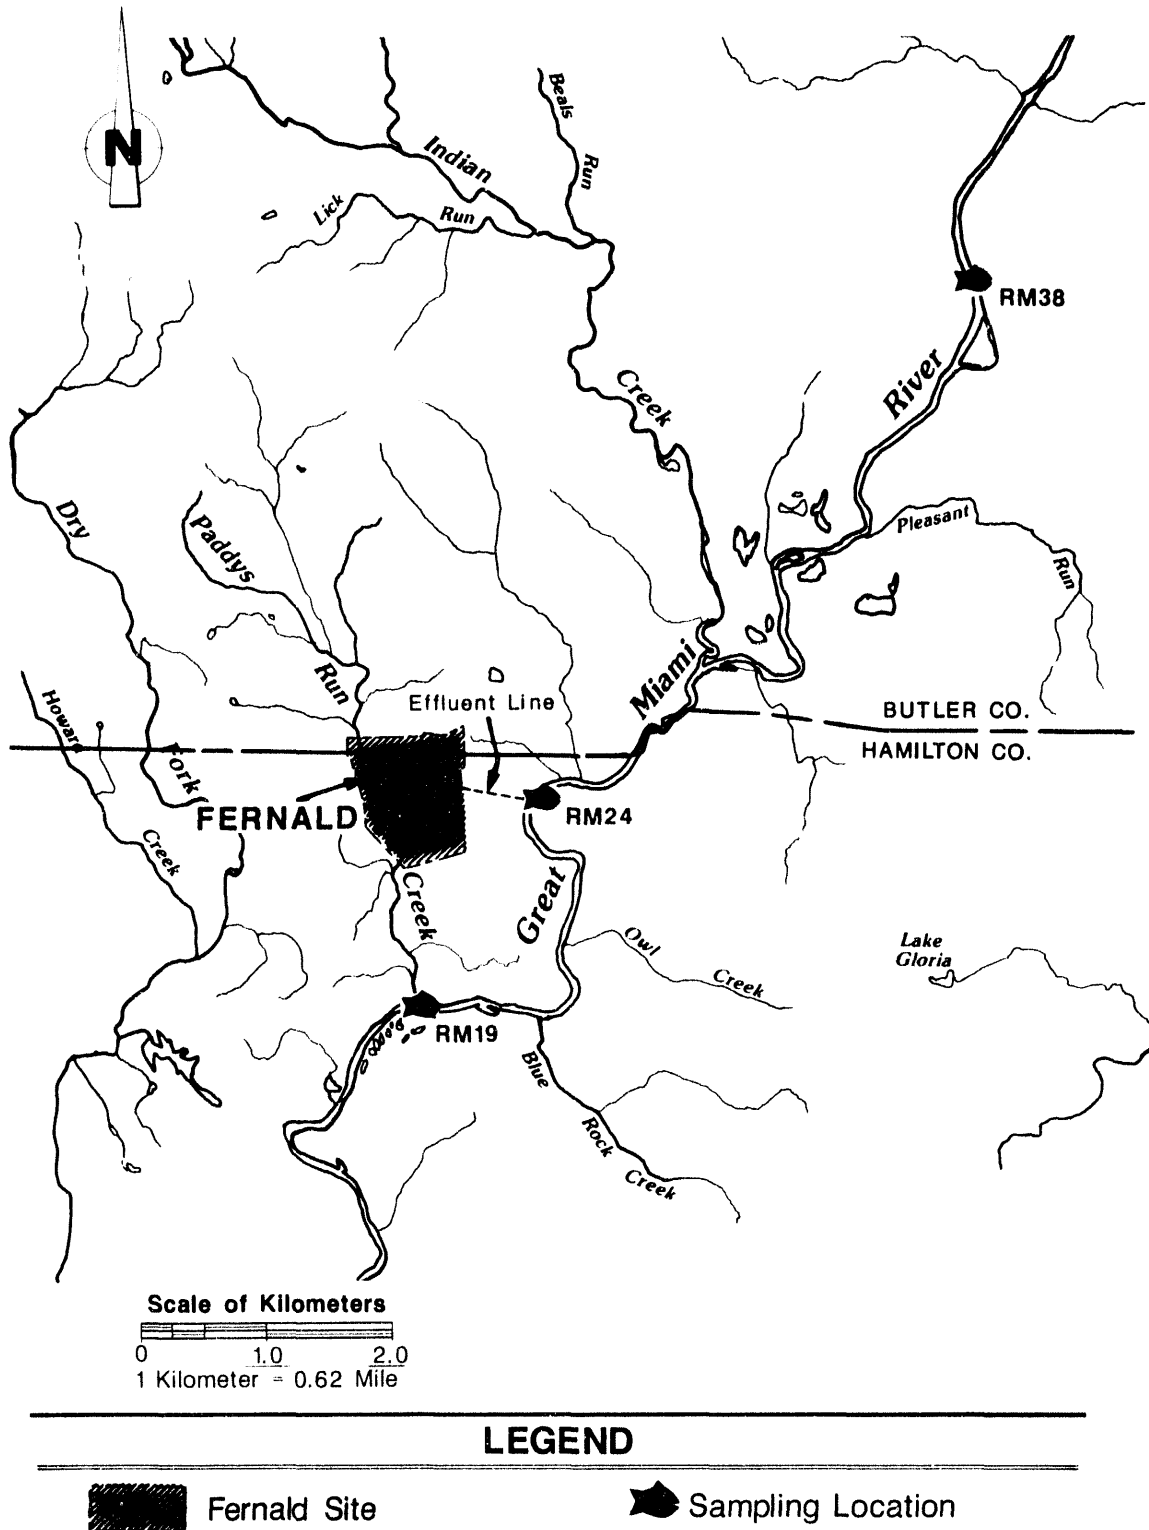 N
Beals
Run
Indian
Lick
Run
RM38
Creek
River
Dry
Paddys
Pleasant
Run
Run
Miami
Effluent Line
Howard
BUTLER CO.
HAMILTON CO.
Fork
FERNALD
RM24
Creek
Creek
Great
Owl
Creek
Lake
Gloria
RM19
Blue
Rock
Creek
Scale of Kilometers
0 1.0 2.0
1 Kilometer = 0.62 Mile
LEGEND
Fernald Site
Sampling Location